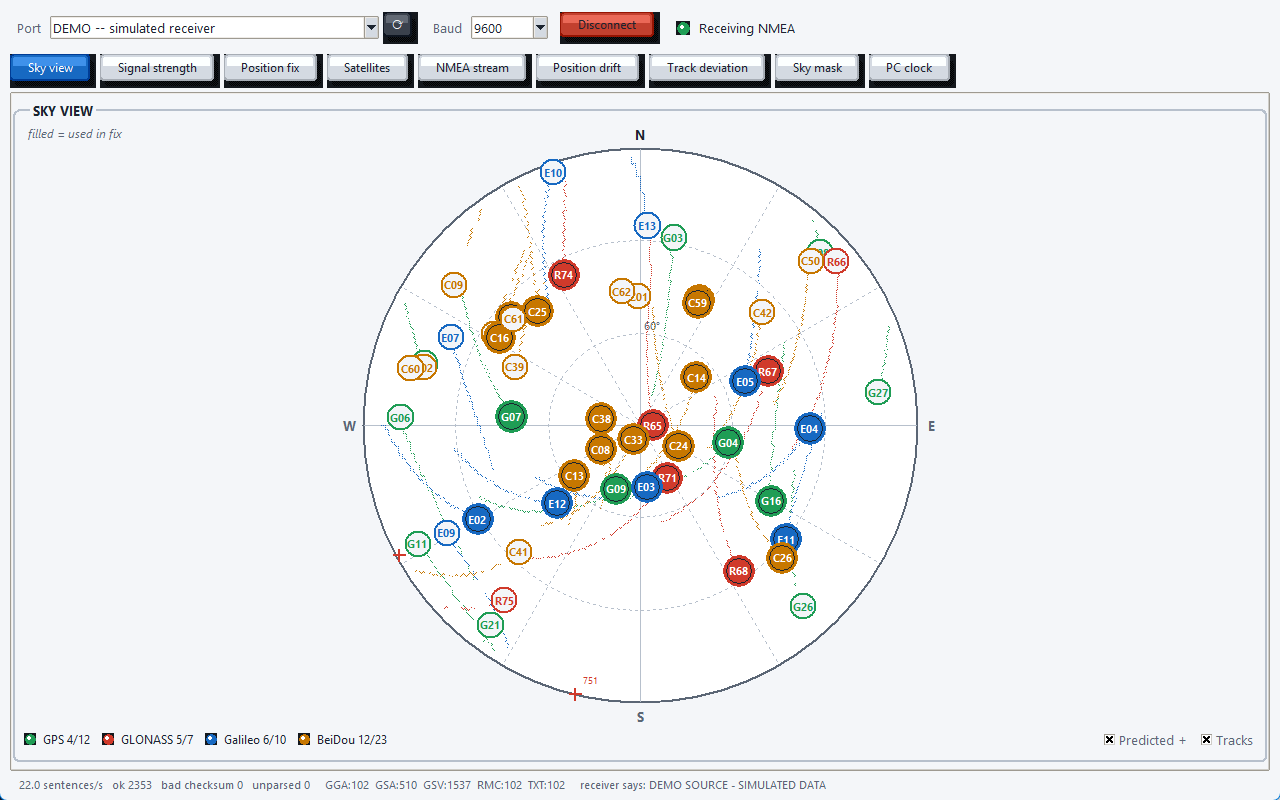 Port DEMO -- simulated receiver Baud 9600 Disconnect Receiving NMEA
Sky view Signal strength Position fix Satellites NMEA stream Position drift Track deviation Sky mask PC clock
SKY VIEW
filled = used in fix
N
E10
E13
G03
C50 R66
R74
C09
C62
C59
C25
C61
C42
E07
C16
60°
C39
C60
R67
C14
E05
G27
G06
G07
C38
R65
W
E04
E
C33
G04
C24
C08
C13
R71
E03
G09
E12
G16
E02
E09
G11
C41
C26
R68
R75
G26
G21
751
S
GPS 4/12 GLONASS 5/7 Galileo 6/10 BeiDou 12/23 Predicted + Tracks
22.0 sentences/s ok 2353 bad checksum 0 unparsed 0 GGA:102 GSA:510 GSV:1537 RMC:102 TXT:102 receiver says: DEMO SOURCE - SIMULATED DATA